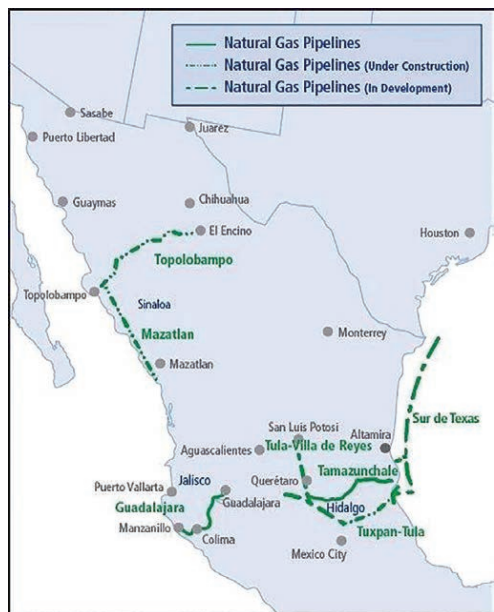 Natural Gas Pipelines
Natural Gas Pipelines (Under Construction)
Natural Gas Pipelines (In Development)
Sasabe
Juarez
Puerto Libertad
Guaymas
Chihuahua
El Encino
Houston
Topolobampo
Topolobampo
Sinaloa
Mazatlan
Monterrey
Mazatlan
Sur de Texas
San Luis Potosi
Altamira
Tula-Villa de Reyes
Aguascalientes
Tamazunchale
Jalisco
Querétaro
Puerto Vallarta
Guadalajara
Guadalajara
Hidalgo
Manzanillo
Colima
Tuxpan-Tula
Mexico City